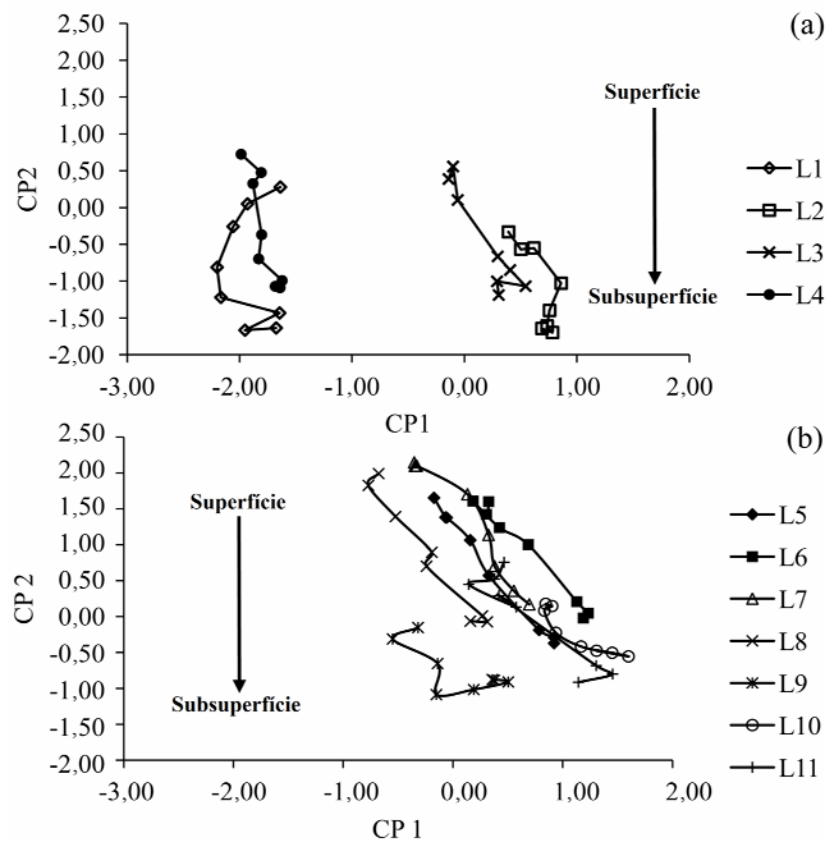 (a)
2,50
2,00
1,50
1,00
0,50
0,00
-0,50
-1,00
-1,50
-2,00
CP2
-3,00 -2,00 -1,00 0,00 1,00 2,00
CP1
Superfície
Subsuperfície
L1
L2
L3
L4
(b)
2,50
2,00
1,50
1,00
0,50
0,00
-0,50
-1,00
-1,50
-2,00
CP 2
-3,00 -2,00 -1,00 0,00 1,00 2,00
CP 1
Superfície
Subsuperfície
L5
L6
L7
L8
L9
L10
L11